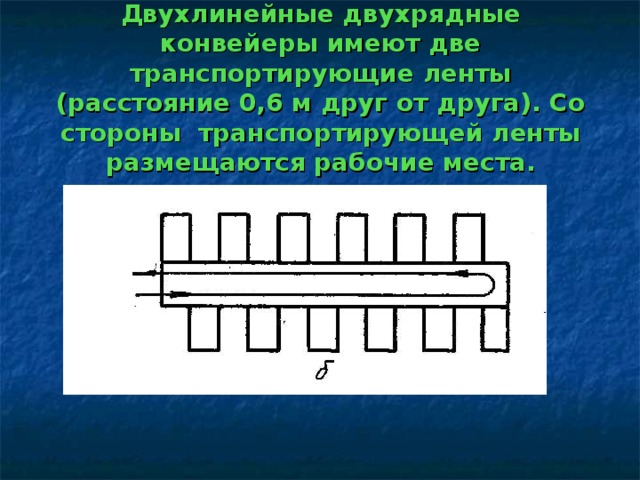 Двухлинейные двухрядные
конвейеры имеют две
транспортирующие ленты
(расстояние 0,6 м друг от друга). Со
стороны  транспортирующей ленты
размещаются рабочие места.
б